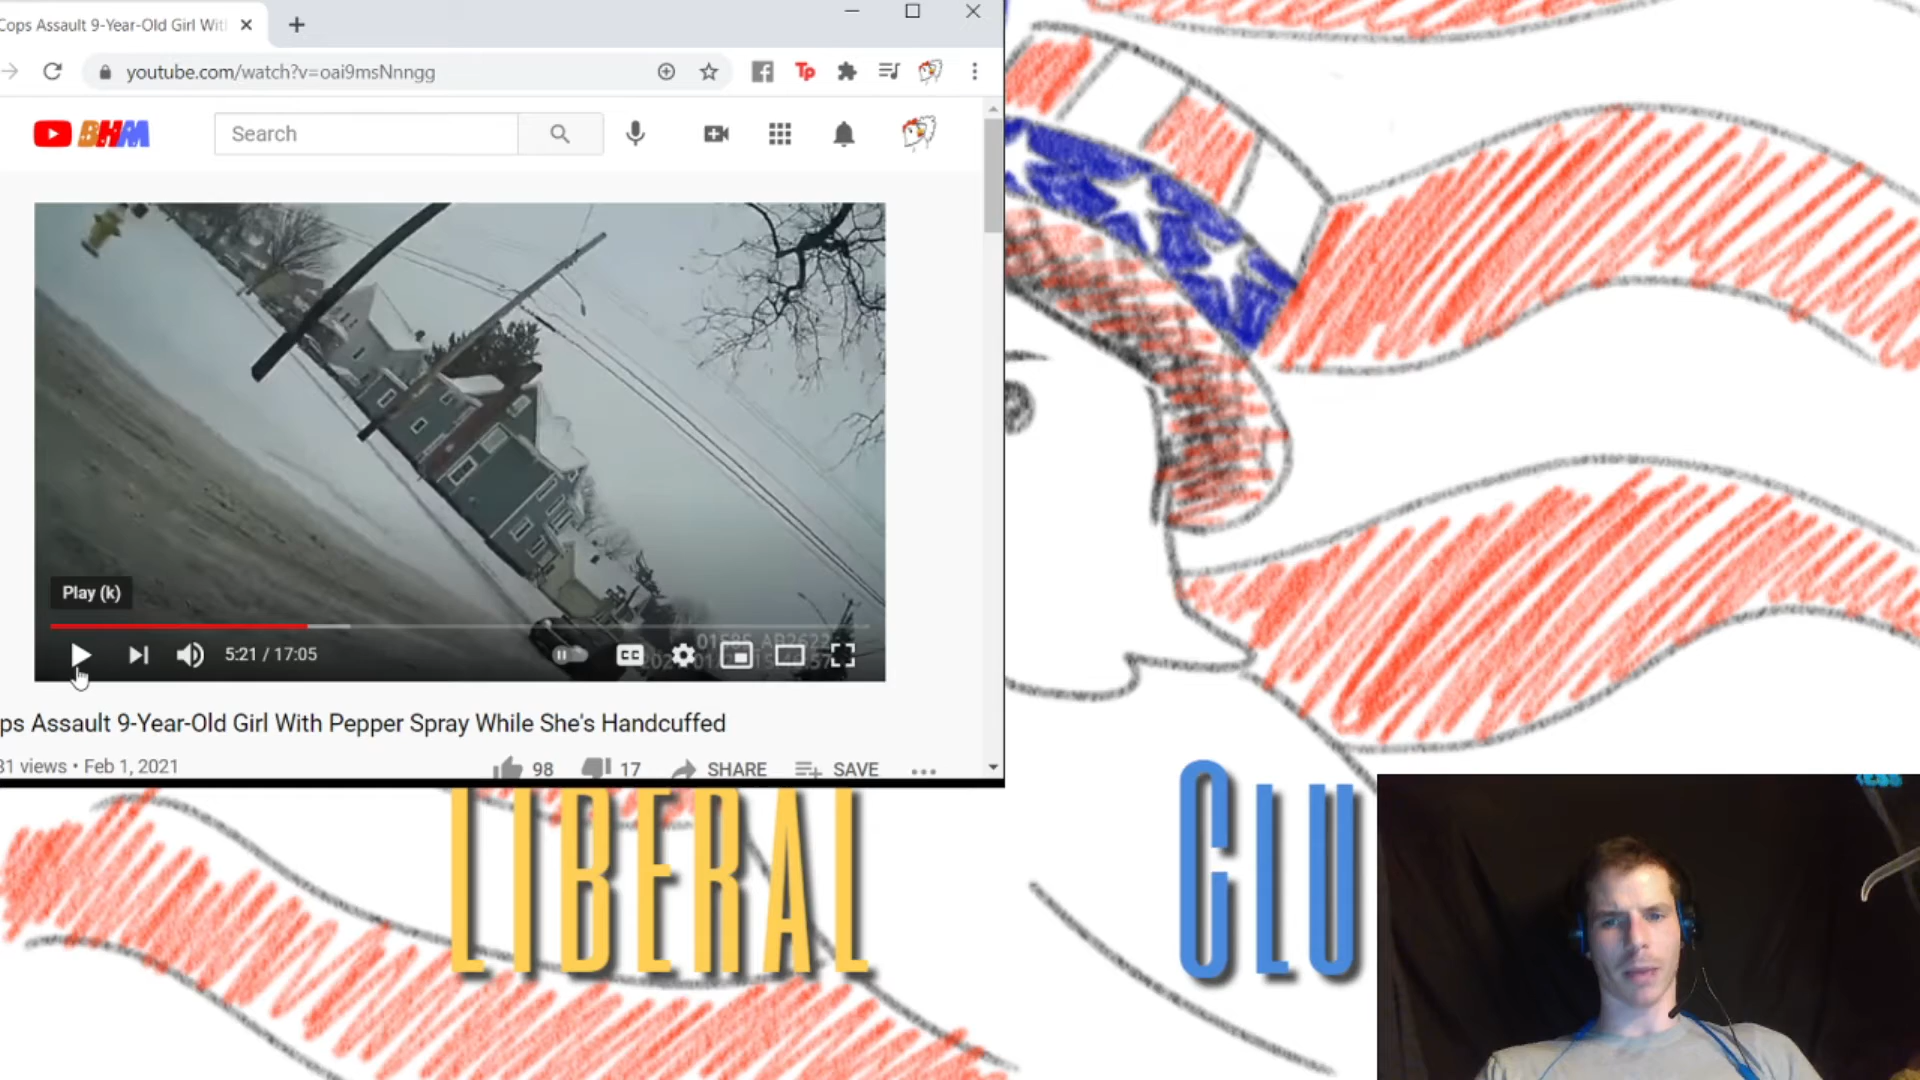 Cops Assault 9-Year-Old Girl Wit
youtube.com/watch?v=oai9msNnngg
Tp
BHM
Search
Play (k)
5:21 / 17:05
CC
ps Assault 9-Year-Old Girl With Pepper Spray While She's Handcuffed
31 views • Feb 1, 2021
98
17
SHARE
SAVE
LIBERAL
CLU